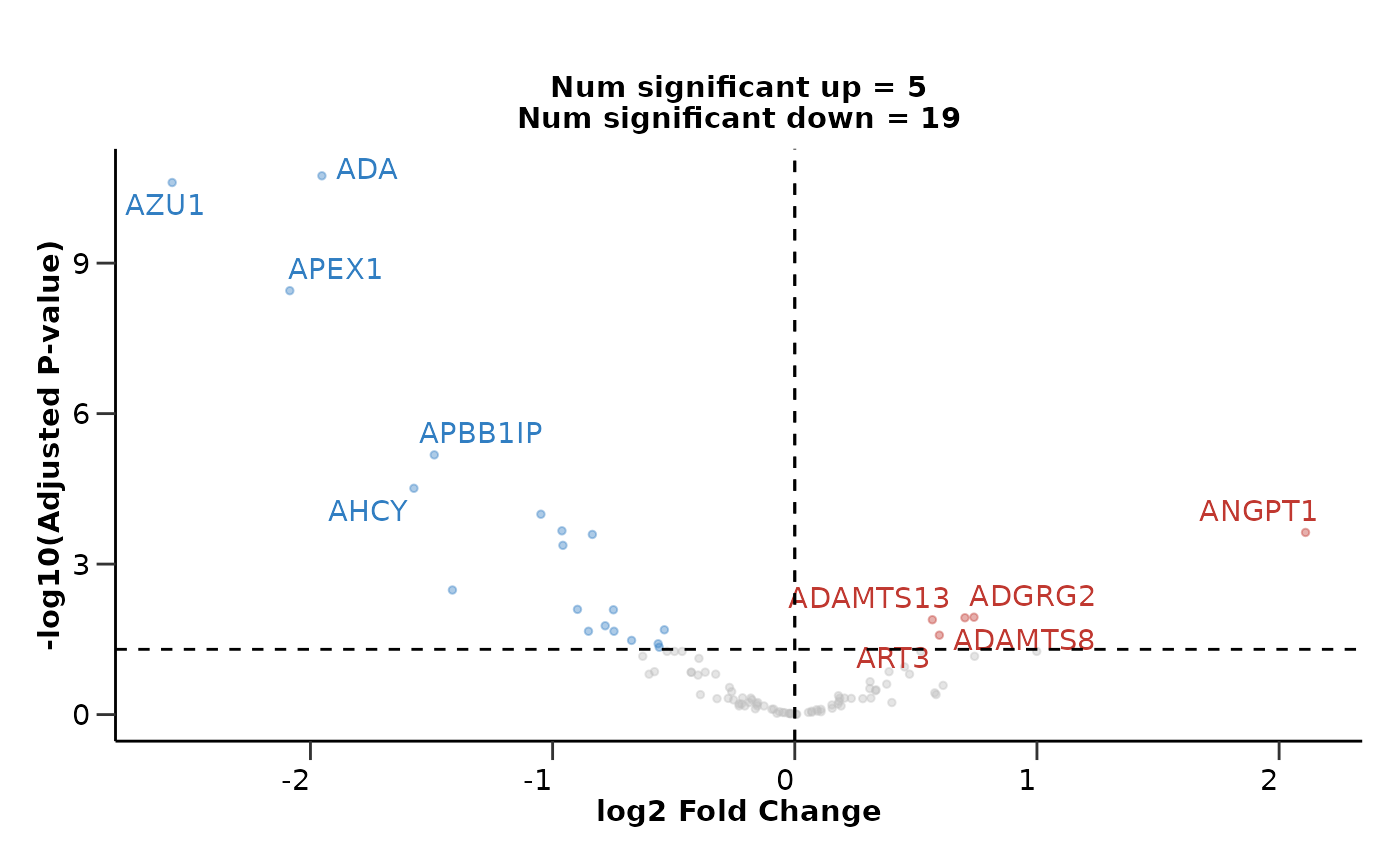 Num significant up = 5
Num significant down = 19
ADA
AZU1
APEX1
APBB1IP
AHCY
ANGPT1
ADAMTS13
ADGRG2
ADAMTS8
ART3
-log10(Adjusted P-value)
9
6
3
0
-2
-1
0
1
2
log2 Fold Change